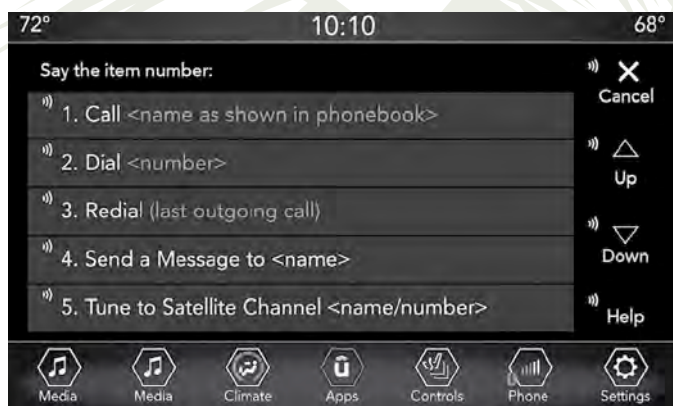 72° 10:10 68°
Say the item number:
1. Call <name as shown in phonebook>
2. Dial <number>
3. Redial (last outgoing call)
4. Send a Message to <name>
5. Tune to Satellite Channel <name/number>
Cancel
Up
Down
Help
Media Media Climate Apps Controls Phone Settings